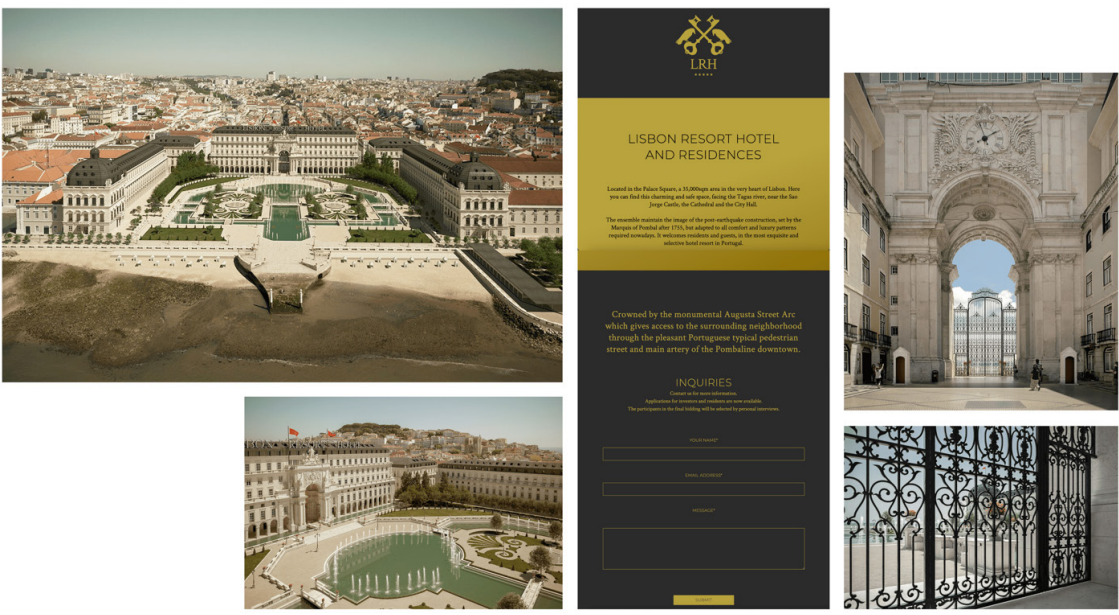 LRH
LISBON RESORT HOTEL
AND RESIDENCES
Located in the Palace Square, a 35,000sqm area in the very heart of Lisbon. Here
you can find this charming and safe space, facing the Tagus river, near the Sao
Jorge Castle, the Cathedral and the City Hall.
The ensemble maintain the image of the post-earthquake construction, set by the
Marquis of Pombal after 1755, but adapted to all comfort and luxury patterns
required nowadays. It welcomes residents and guests, in the most exquisite and
selective hotel resort in Portugal.
Crowned by the monumental Augusta Street Arc
which gives access to the surrounding neighborhood
through the pleasant Portuguese typical pedestrian
street and main artery of the Pombaline downtown.
INQUIRIES
Contact us for more information.
Applications for investors and residents are now available.
The participants in the final bidding will be selected by personal interviews.
YOUR NAME*
EMAIL ADDRESS*
MESSAGE*
SUBMIT